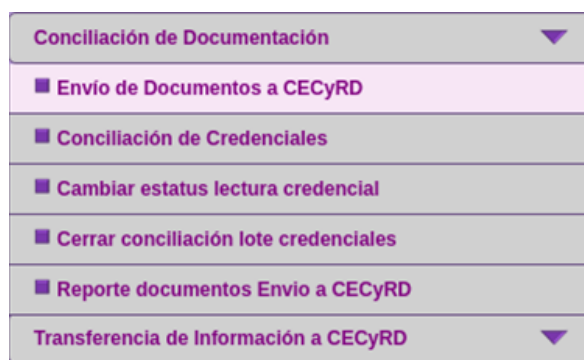 Conciliación de Documentación
Envío de Documentos a CECyRD
Conciliación de Credenciales
Cambiar estatus lectura credencial
Cerrar conciliación lote credenciales
Reporte documentos Envio a CECyRD
Transferencia de Información a CECyRD